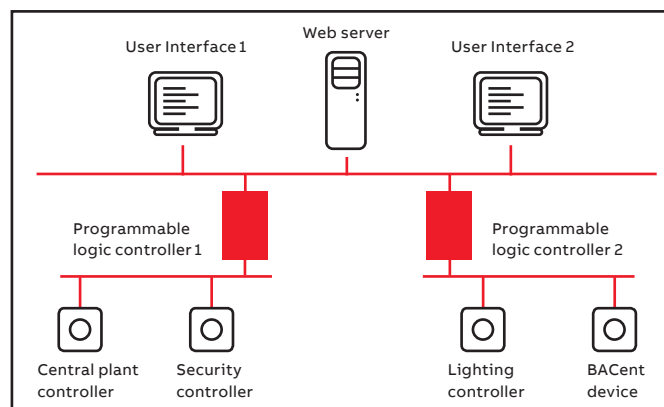 Web server
User Interface 1
User Interface 2
Programmable
logic controller 1
Programmable
logic controller 2
Central plant
controller
Security
controller
Lighting
controller
BACent
device